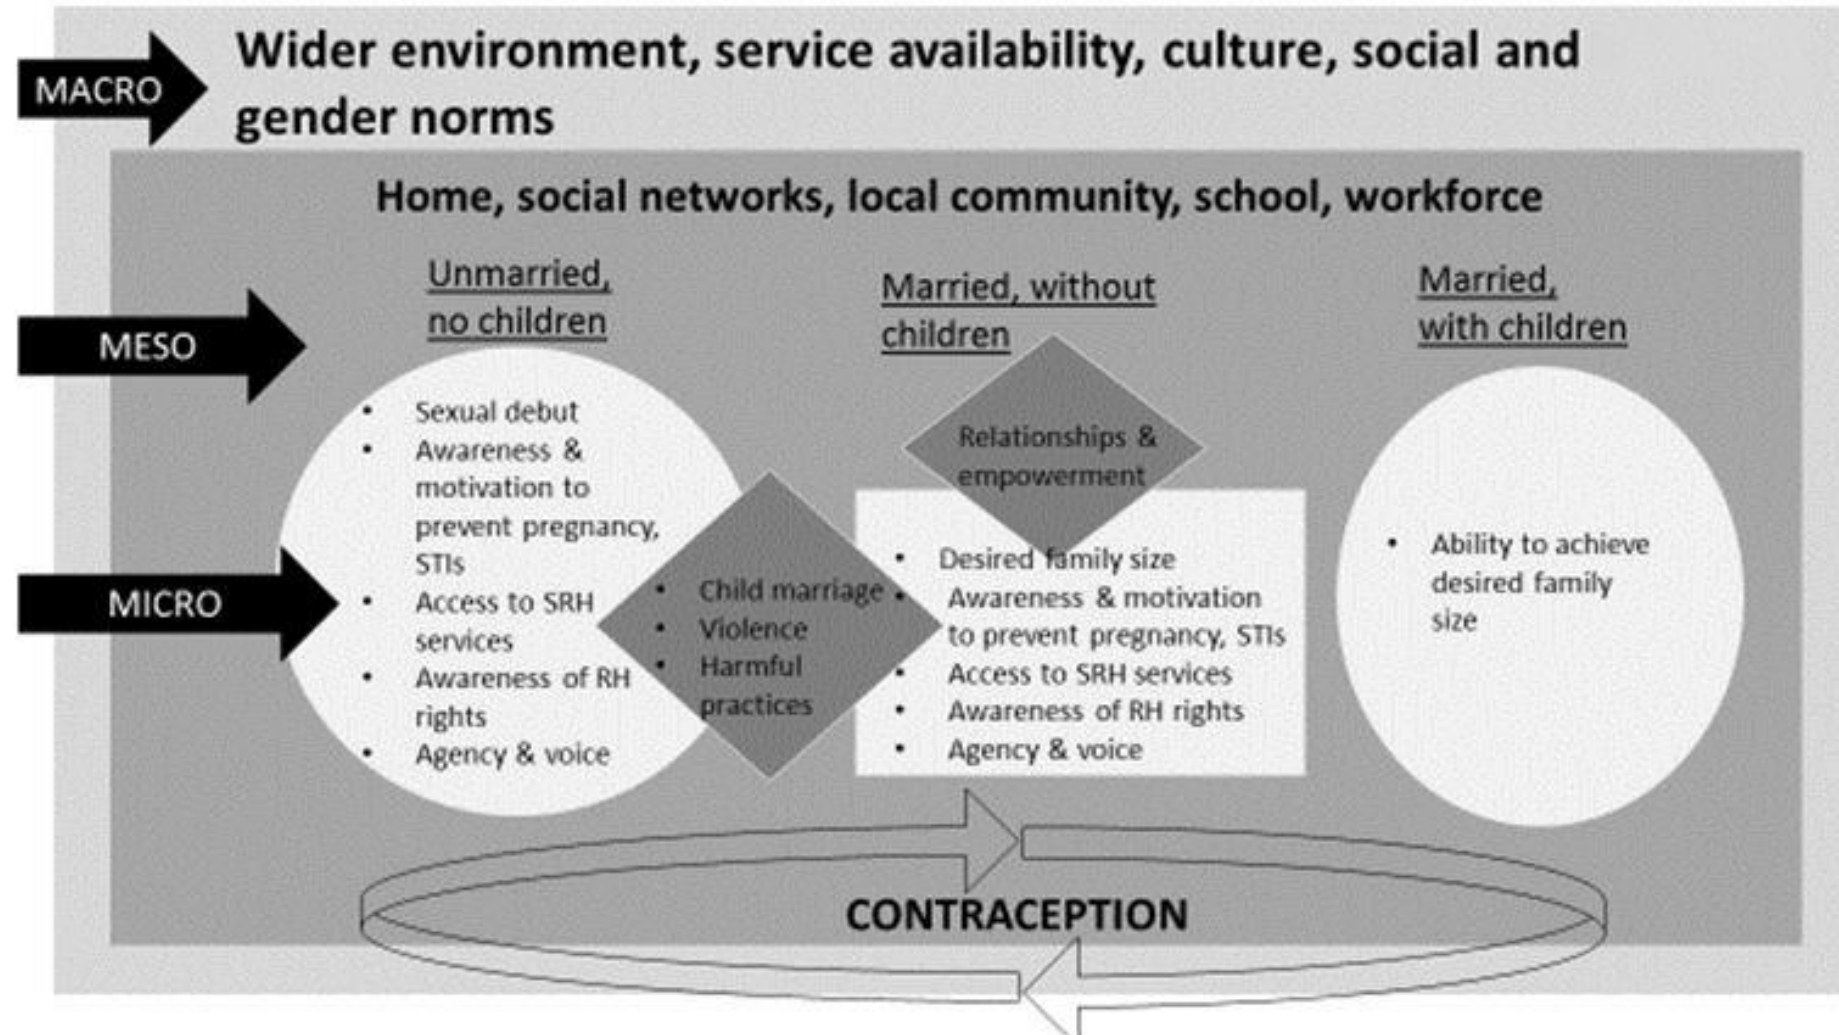 MACRO
Wider environment, service availability, culture, social and
gender norms
Home, social networks, local community, school, workforce
MESO
Unmarried,
no children
Married, without
children
Married,
with children
MICRO
• Sexual debut
• Awareness &
motivation to
prevent pregnancy,
STIs
• Access to SRH
services
• Awareness of RH
rights
• Agency & voice
• Child marriage
• Violence
• Harmful
practices
Relationships &
empowerment
• Desired family size
• Awareness & motivation
to prevent pregnancy, STIs
• Access to SRH services
• Awareness of RH rights
• Agency & voice
• Ability to achieve
desired family
size
CONTRACEPTION